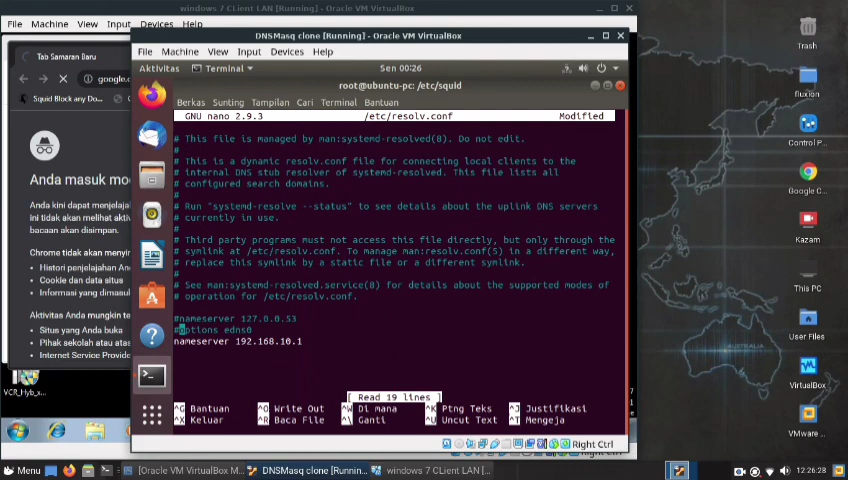 windows 7 CLient LAN [Running] - Oracle VM VirtualBox
File Machine View Input Devices Help
DNSMasq clone [Running] - Oracle VM VirtualBox
File Machine View Input Devices Help
Tab Samaran Baru
google.c
Squid Block any Do...
Anda masuk mo
Anda kini dapat menjelaja
ini tidak akan melihat akti
bacaan akan disimpan.
Chrome tidak akan menyin
Histori penjelajahan An
Cookie dan data situs
Informasi yang dimasu
Aktivitas Anda mungkin t
Situs yang Anda buka
Pihak sekolah atau
Internet Service Provide
VCR_Hyb_x...
Aktivitas Terminal Sen 00:26
root@ubuntu-pc: /etc/squid
Berkas Sunting Tampilan Cari Terminal Bantuan
GNU nano 2.9.3 /etc/resolv.conf Modified
# This file is managed by man:systemd-resolved(8). Do not edit.
#
# This is a dynamic resolv.conf file for connecting local clients to the
# internal DNS stub resolver of systemd-resolved. This file lists all
# configured search domains.
#
# Run "systemd-resolve --status" to see details about the uplink DNS servers
# currently in use.
#
# Third party programs must not access this file directly, but only through the
# symlink at /etc/resolv.conf. To manage man:resolv.conf(5) in a different way,
# replace this symlink by a static file or a different symlink.
#
# See man:systemd-resolved.service(8) for details about the supported modes of
# operation for /etc/resolv.conf.
#nameserver 127.0.0.53
#options edns0
nameserver 192.168.10.1
[ Read 19 lines ]
^G Bantuan ^O Write Out ^W Di mana ^K Ptng Teks ^J Justifikasi
^X Keluar ^R Baca File ^\ Ganti ^U Uncut Text ^T Mengeja
Right Ctrl
Trash
fluxion
Control P...
Google C...
Kazam
This PC
User Files
VirtualBox
VMware ...
AUSTRALIA
Menu
[Oracle VM VirtualBox M...
DNSMasq clone [Runnin...
windows 7 CLient LAN [...
12:26:28